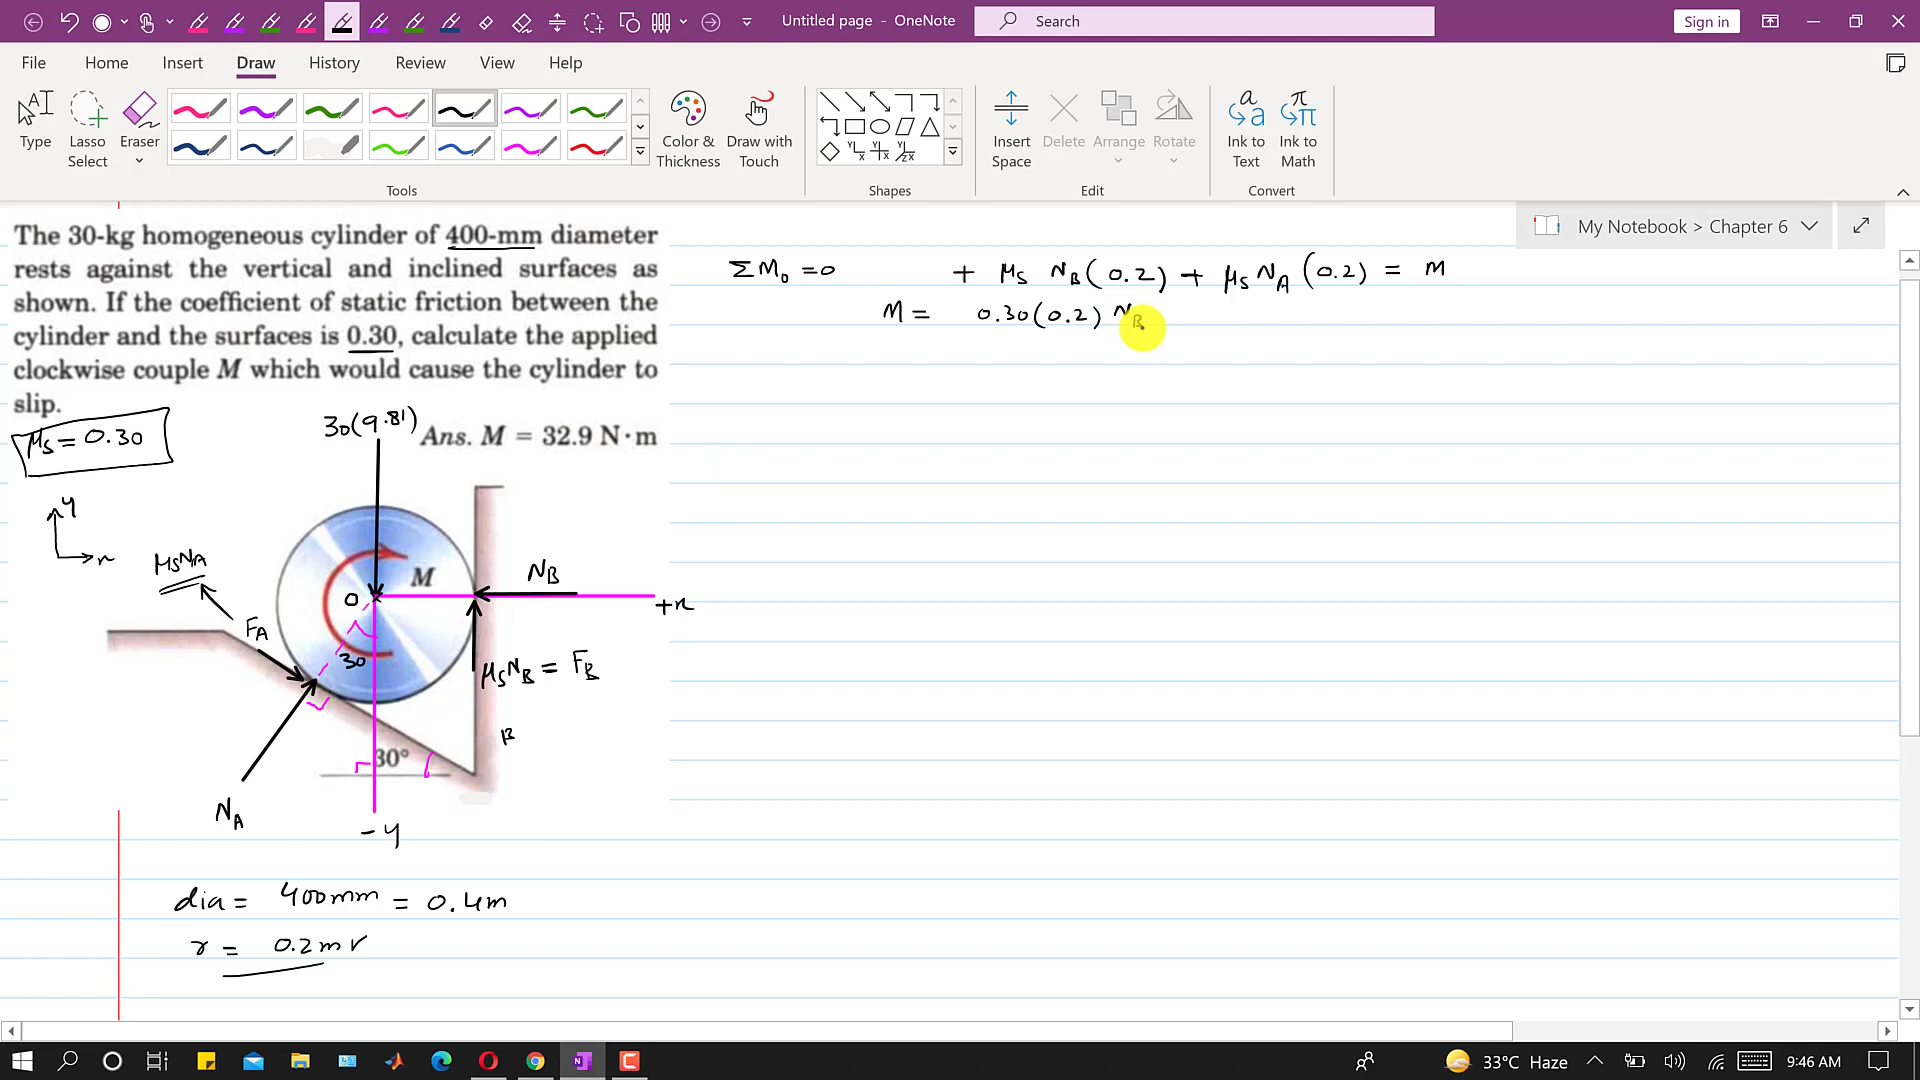 Untitled page - OneNote
Search
Sign in
File Home Insert Draw History Review View Help
Type
Lasso Select
Eraser
Color & Thickness
Draw with Touch
Insert Space
Delete
Arrange
Rotate
Ink to Text
Ink to Math
Tools
Shapes
Edit
Convert
My Notebook > Chapter 6
The 30-kg homogeneous cylinder of 400-mm diameter
rests against the vertical and inclined surfaces as
shown. If the coefficient of static friction between the
cylinder and the surfaces is 0.30, calculate the applied
clockwise couple M which would cause the cylinder to
slip.
Ans. M = 32.9 N·m
μs = 0.30
30(9.81)
ΣM₀ = 0 + μs NB(0.2) + μs NA(0.2) = M
M = 0.30(0.2) NB
y
x
μsNA
FA
O
M
NB
+x
30
μsNB = FB
B
30°
NA
-y
dia = 400mm = 0.4m
r = 0.2m
33°C Haze
9:46 AM